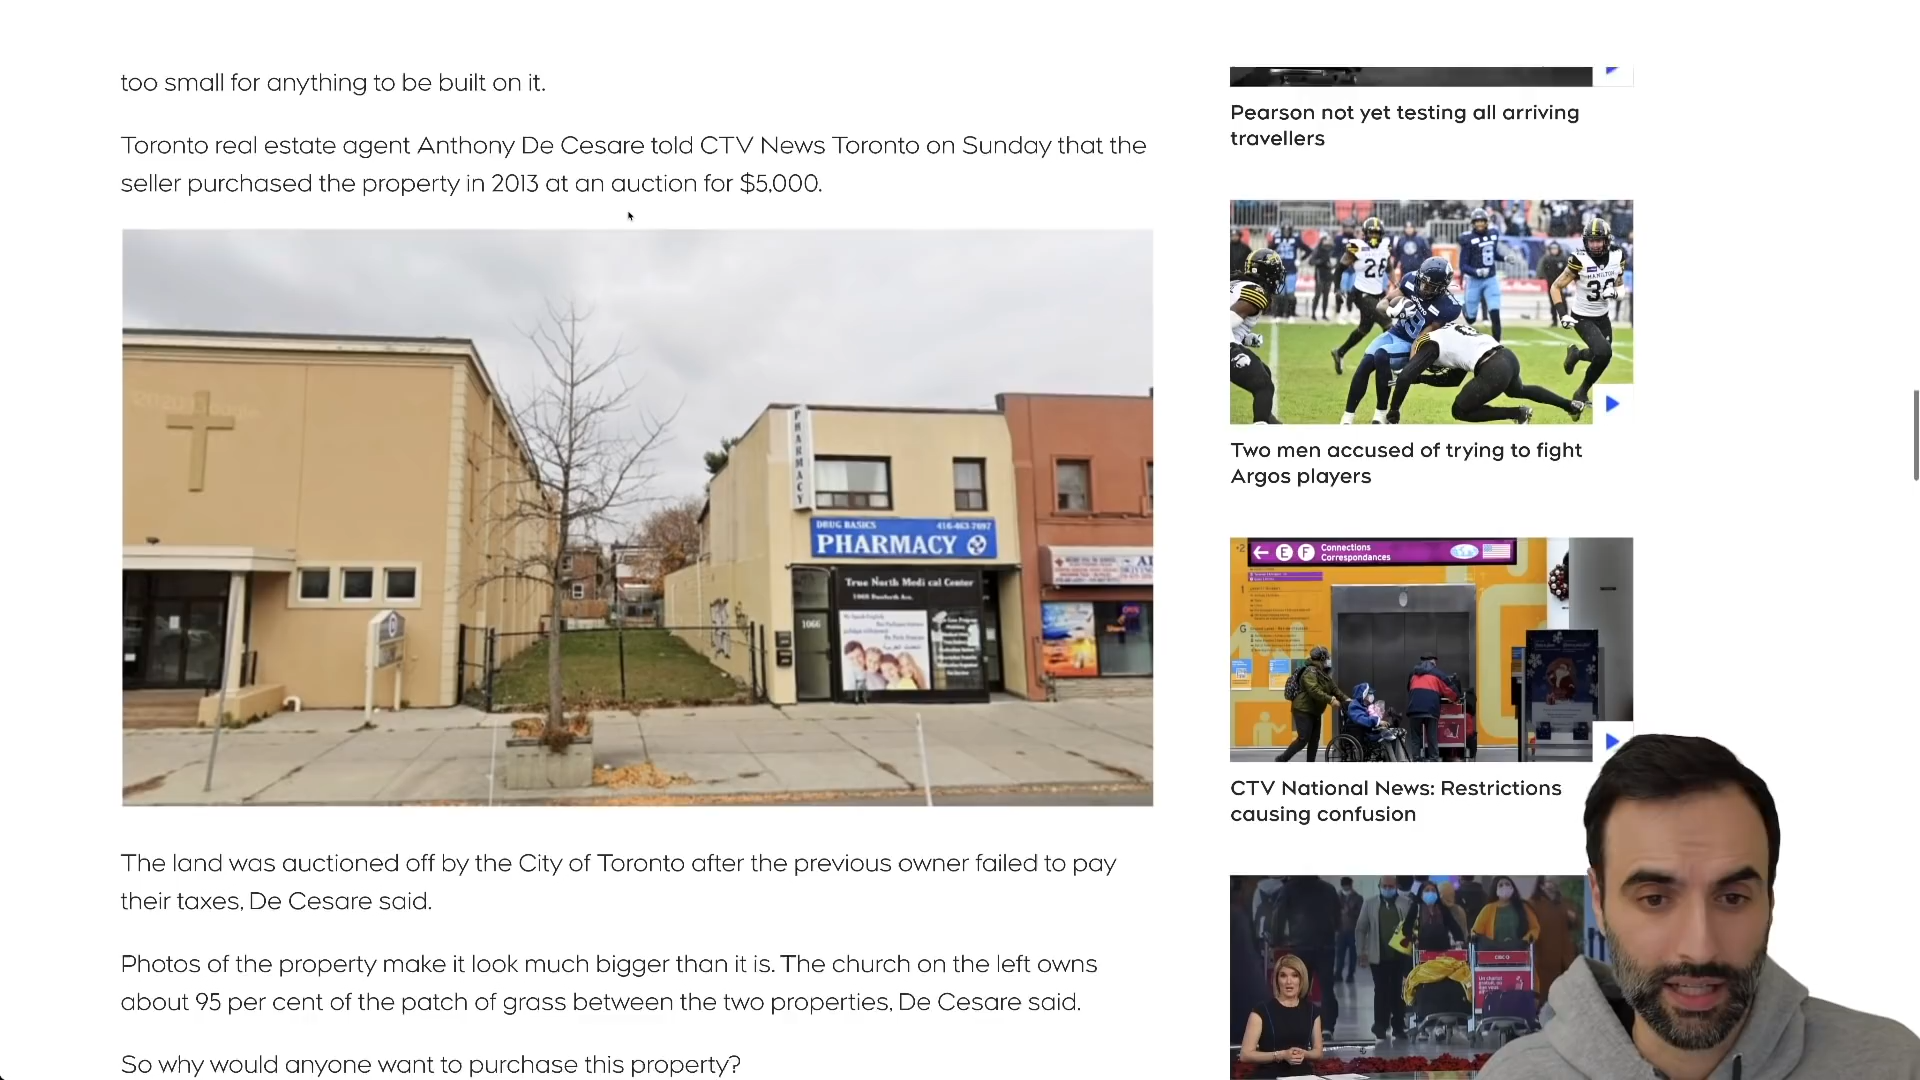 too small for anything to be built on it.
Toronto real estate agent Anthony De Cesare told CTV News Toronto on Sunday that the
seller purchased the property in 2013 at an auction for $5,000.
PHARMACY
DRUG BASICS 416-463-7697
PHARMACY
True North Medical Center
1066 Danforth Ave.
1066
The land was auctioned off by the City of Toronto after the previous owner failed to pay
their taxes, De Cesare said.
Photos of the property make it look much bigger than it is. The church on the left owns
about 95 per cent of the patch of grass between the two properties, De Cesare said.
So why would anyone want to purchase this property?
Pearson not yet testing all arriving
travellers
26
8
HAMILTON
Two men accused of trying to fight
Argos players
E F Connections
Correspondances
G
CTV National News: Restrictions
causing confusion